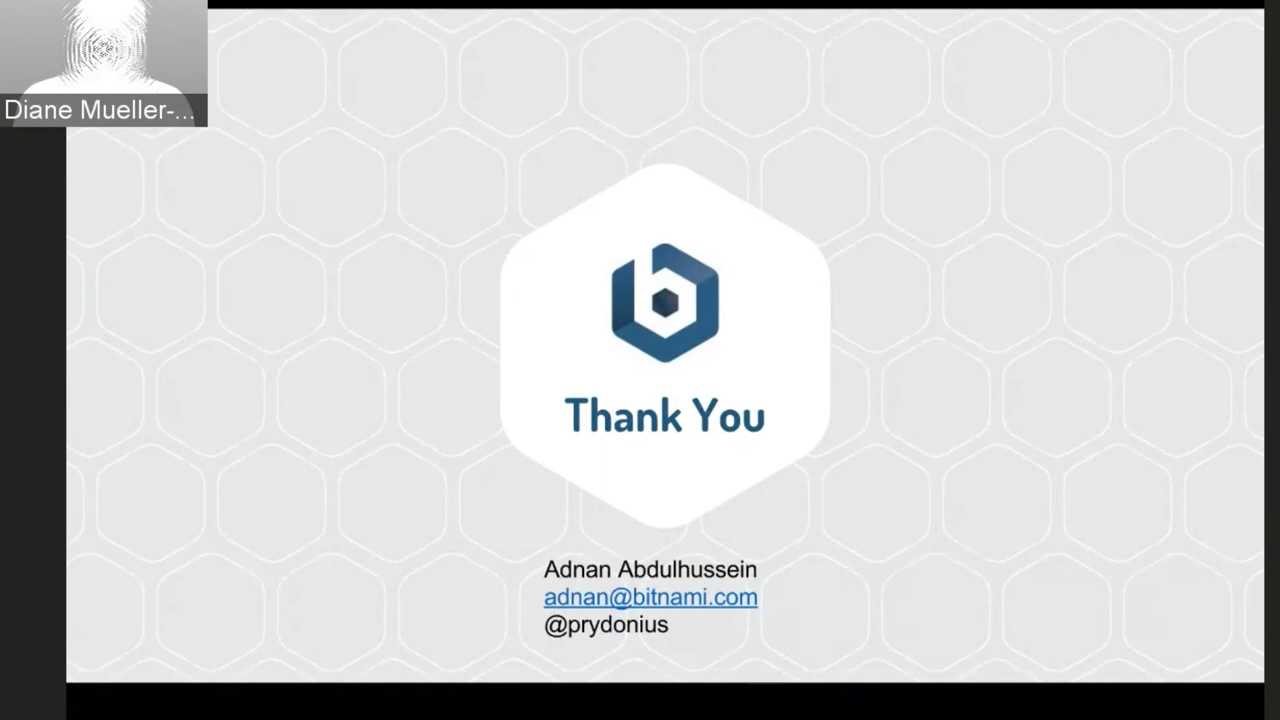 Diane Mueller-...
Thank You
Adnan Abdulhussein
adnan@bitnami.com
@prydonius